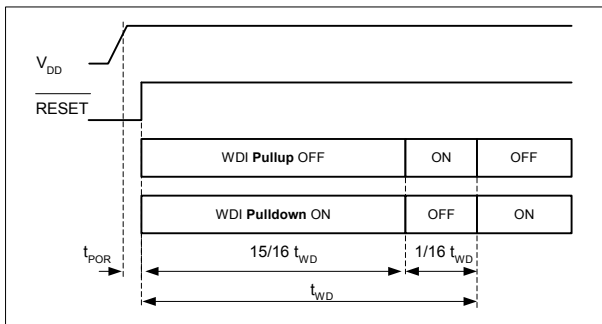 V_DD
RESET
WDI Pullup OFF ON OFF
WDI Pulldown ON OFF ON
t_POR 15/16 t_WD 1/16 t_WD
t_WD